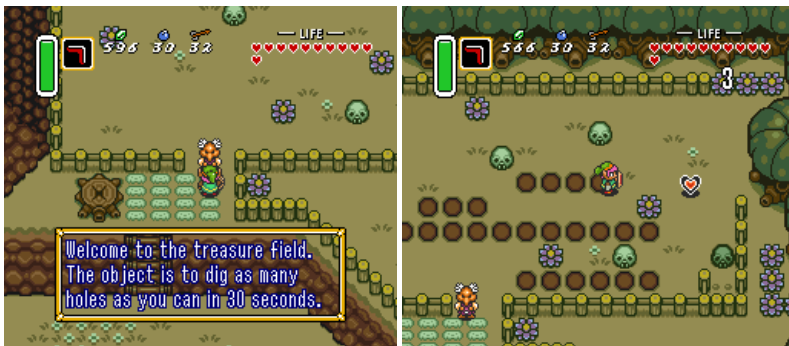 596 30 32
— LIFE —
Welcome to the treasure field.
The object is to dig as many
holes as you can in 30 seconds.
566 30 32
— LIFE —
3